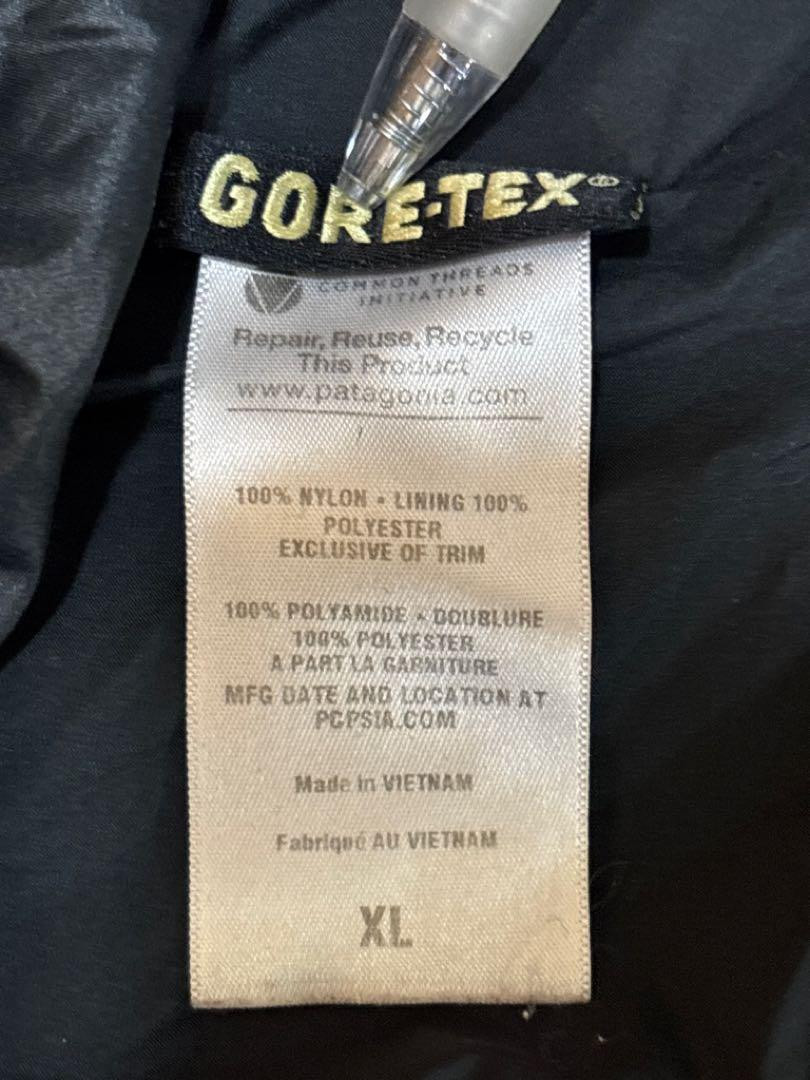 GORE-TEX®
COMMON THREADS
INITIATIVE
Repair, Reuse, Recycle
This Product
www.patagonia.com
100% NYLON • LINING 100%
POLYESTER
EXCLUSIVE OF TRIM
100% POLYAMIDE • DOUBLURE
100% POLYESTER
A PART LA GARNITURE
MFG DATE AND LOCATION AT
PCPSIA.COM
Made in VIETNAM
Fabriqué AU VIETNAM
XL